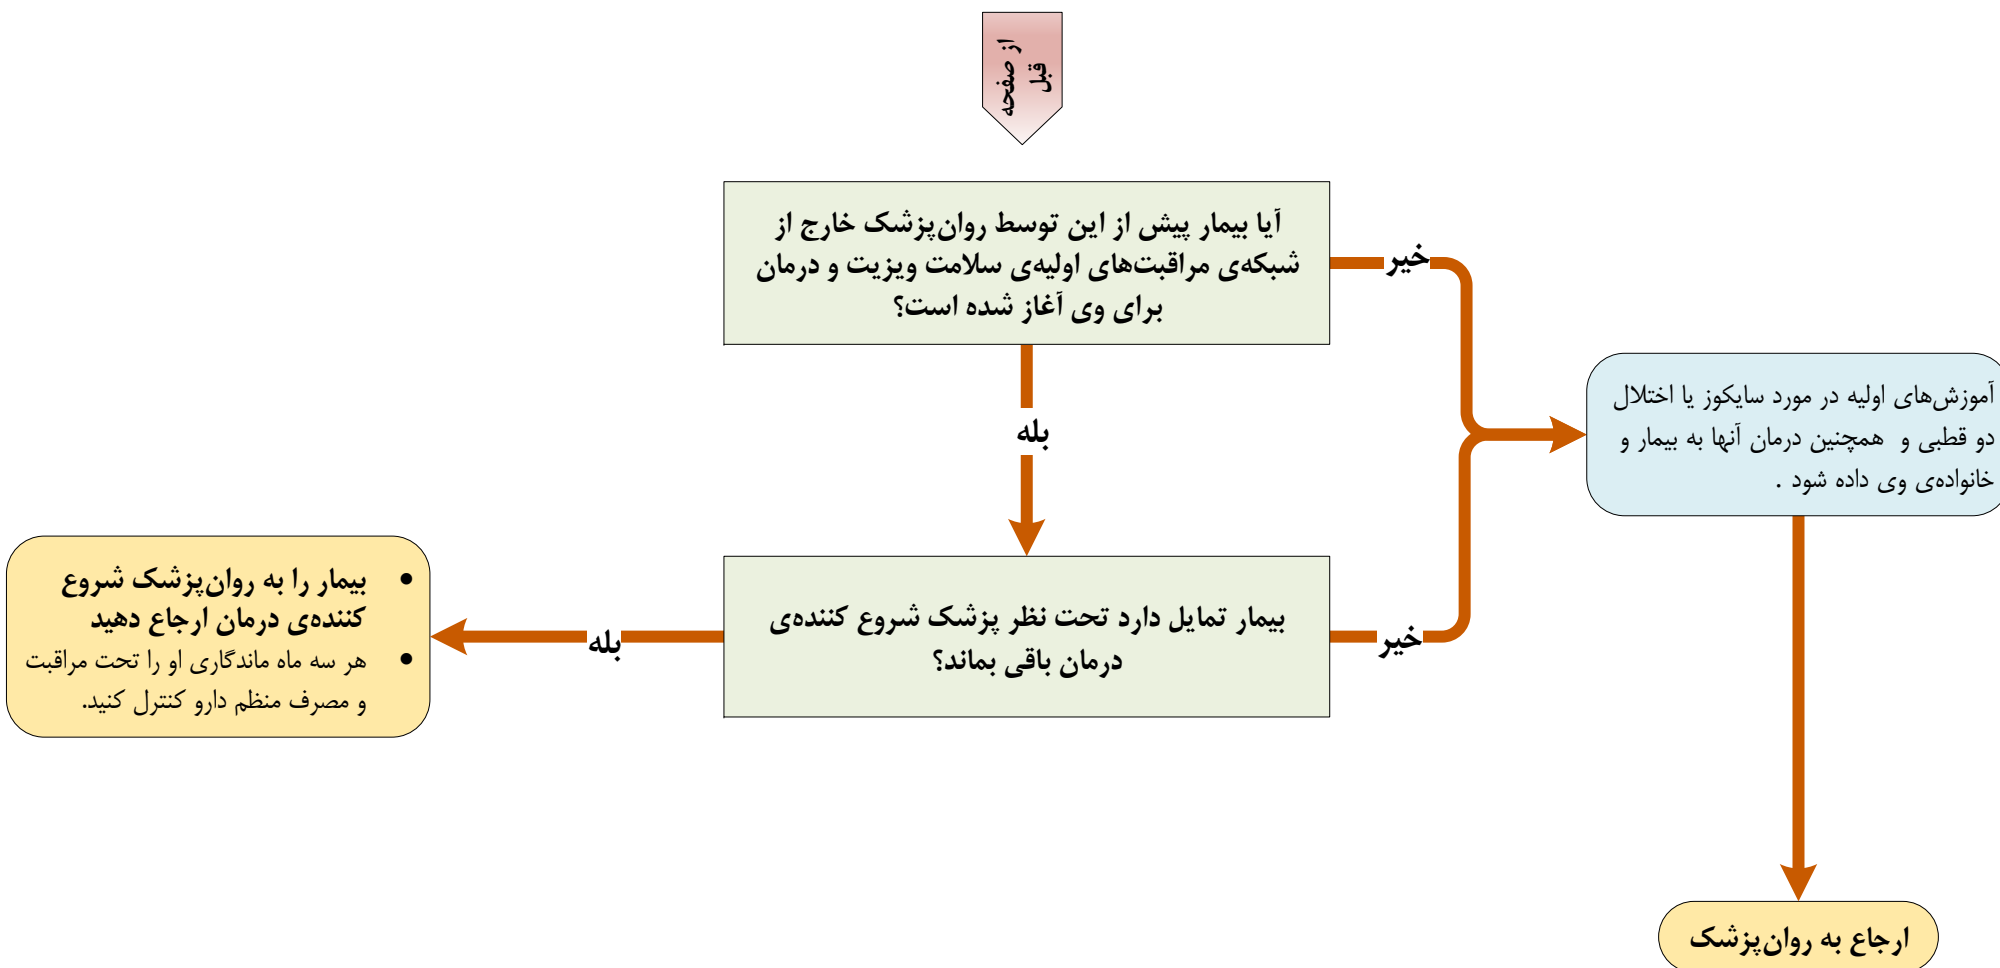 از صفحه
قبل
آیا بیمار پیش از این توسط روان‌پزشک خارج از
شبکه‌ی مراقبت‌های اولیه‌ی سلامت ویزیت و درمان
برای وی آغاز شده است؟
خیر
بله
آموزش‌های اولیه در مورد سایکوز یا اختلال
دو قطبی و همچنین درمان آنها به بیمار و
خانواده‌ی وی داده شود .
بیمار تمایل دارد تحت نظر پزشک شروع کننده‌ی
درمان باقی بماند؟
خیر
بله
• بیمار را به روان‌پزشک شروع
کننده‌ی درمان ارجاع دهید
• هر سه ماه ماندگاری او را تحت مراقبت
و مصرف منظم دارو کنترل کنید.
ارجاع به روان‌پزشک